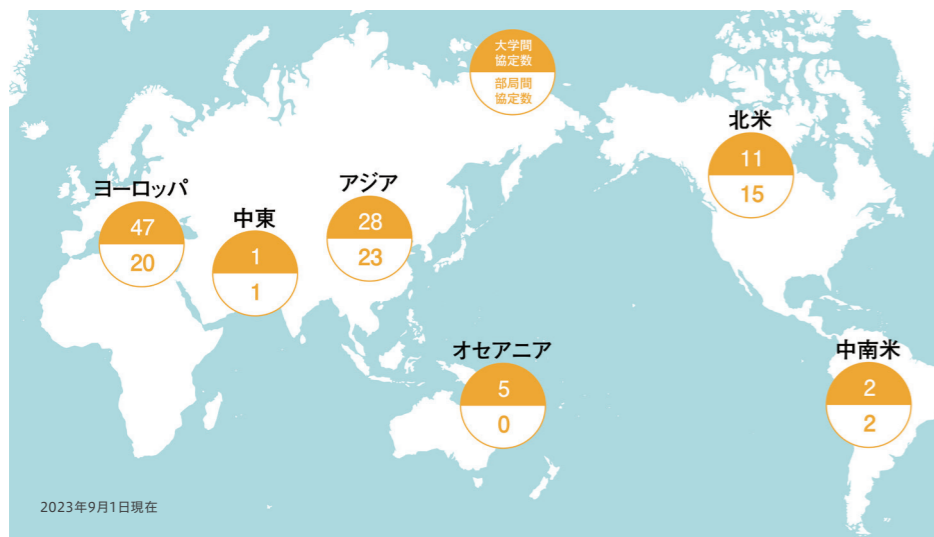 大学間
協定数
部局間
協定数
ヨーロッパ
47
20
中東
1
1
アジア
28
23
北米
11
15
オセアニア
5
0
中南米
2
2
2023年9月1日現在